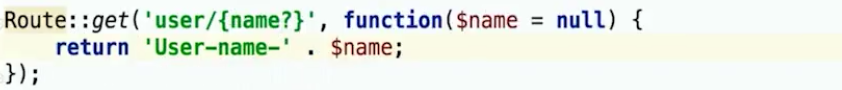 Route::get('user/{name?}', function($name = null) {
    return 'User-name-' . $name;
});